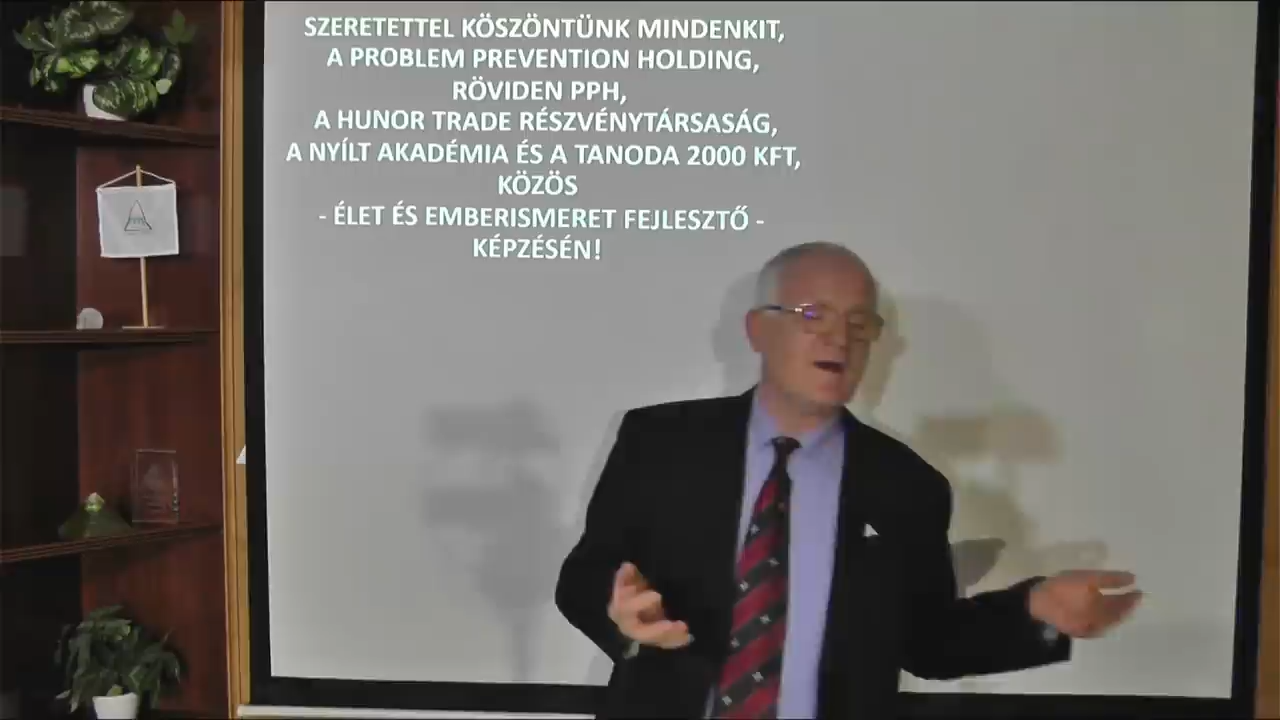 SZERETETTEL KÖSZÖNTÜNK MINDENKIT,
A PROBLEM PREVENTION HOLDING,
RÖVIDEN PPH,
A HUNOR TRADE RÉSZVÉNYTÁRSASÁG,
A NYÍLT AKADÉMIA ÉS A TANODA 2000 KFT,
KÖZÖS
- ÉLET ÉS EMBERISMERET FEJLESZTŐ -
KÉPZÉSÉN!